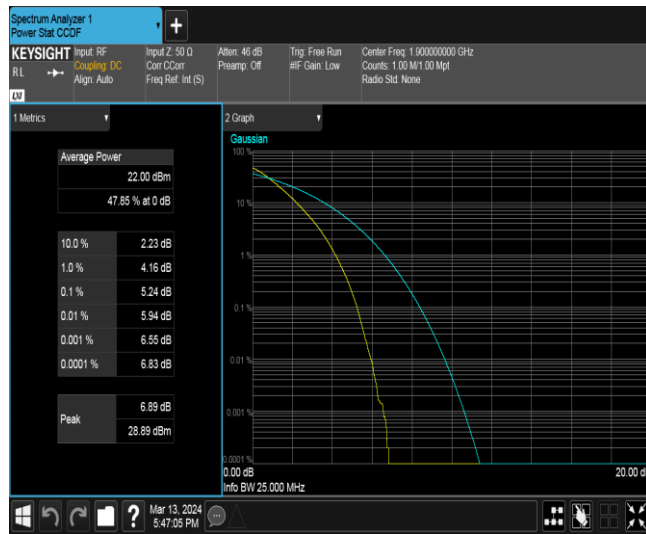 Spectrum Analyzer 1
Power Stat CCDF
+
KEYSIGHT
RL
LXI
Input: RF
Coupling: DC
Align: Auto
Input Z: 50 Ω
Corr CCorr
Freq Ref: Int (S)
Atten: 46 dB
Preamp: Off
Trig: Free Run
#IF Gain: Low
Center Freq: 1.900000000 GHz
Counts: 1.00 M/1.00 Mpt
Radio Std: None
1 Metrics
Average Power
22.00 dBm
47.85 % at 0 dB
10.0 % 2.23 dB
1.0 % 4.16 dB
0.1 % 5.24 dB
0.01 % 5.94 dB
0.001 % 6.55 dB
0.0001 % 6.83 dB
Peak
6.89 dB
28.89 dBm
2 Graph
Gaussian
100 %
10 %
1 %
0.1 %
0.01 %
0.001 %
0.0001 %
0.00 dB
20.00 d
Info BW 25.000 MHz
?
Mar 13, 2024
5:47:05 PM